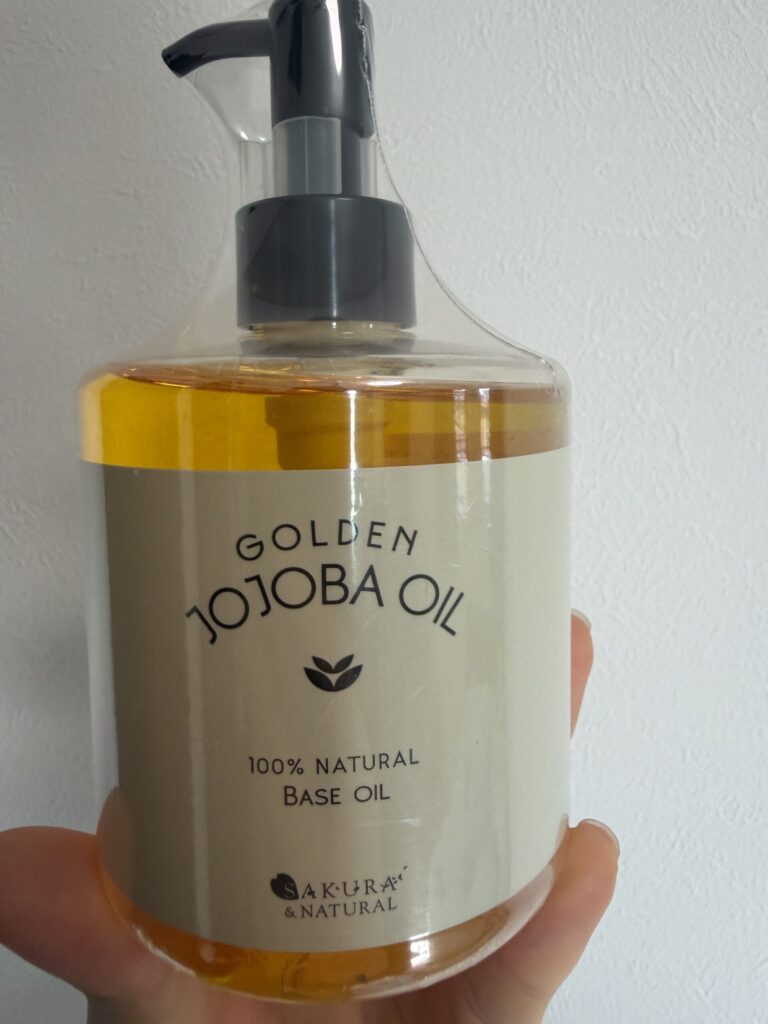 GOLDEN
JOJOBA OIL
100% NATURAL
BASE OIL
SAKURA
& NATURAL